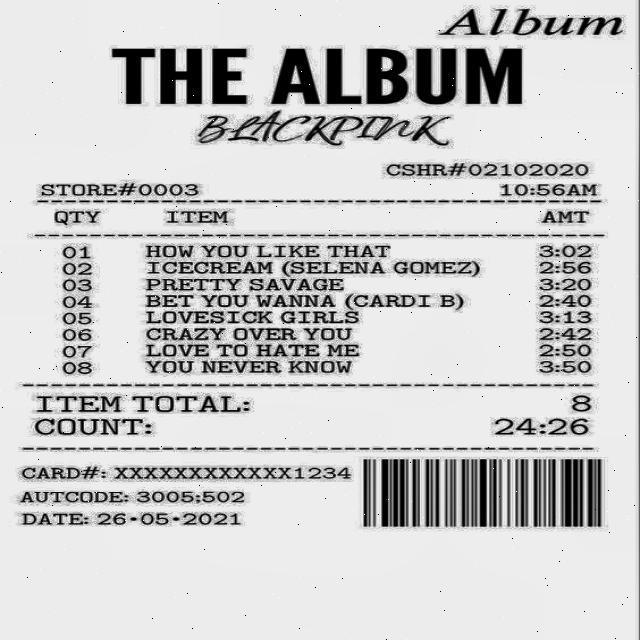 Album
THE ALBUM
BLACKPINK
CSHR#02102020
STORE#0003 10:56AM
QTY ITEM AMT
01 HOW YOU LIKE THAT 3:02
02 ICECREAM (SELENA GOMEZ) 2:56
03 PRETTY SAVAGE 3:20
04 BET YOU WANNA (CARDI B) 2:40
05 LOVESICK GIRLS 3:13
06 CRAZY OVER YOU 2:42
07 LOVE TO HATE ME 2:50
08 YOU NEVER KNOW 3:50
ITEM TOTAL: 8
COUNT: 24:26
CARD#: XXXXXXXXXXXX1234
AUTCODE: 3005:502
DATE: 26•05•2021